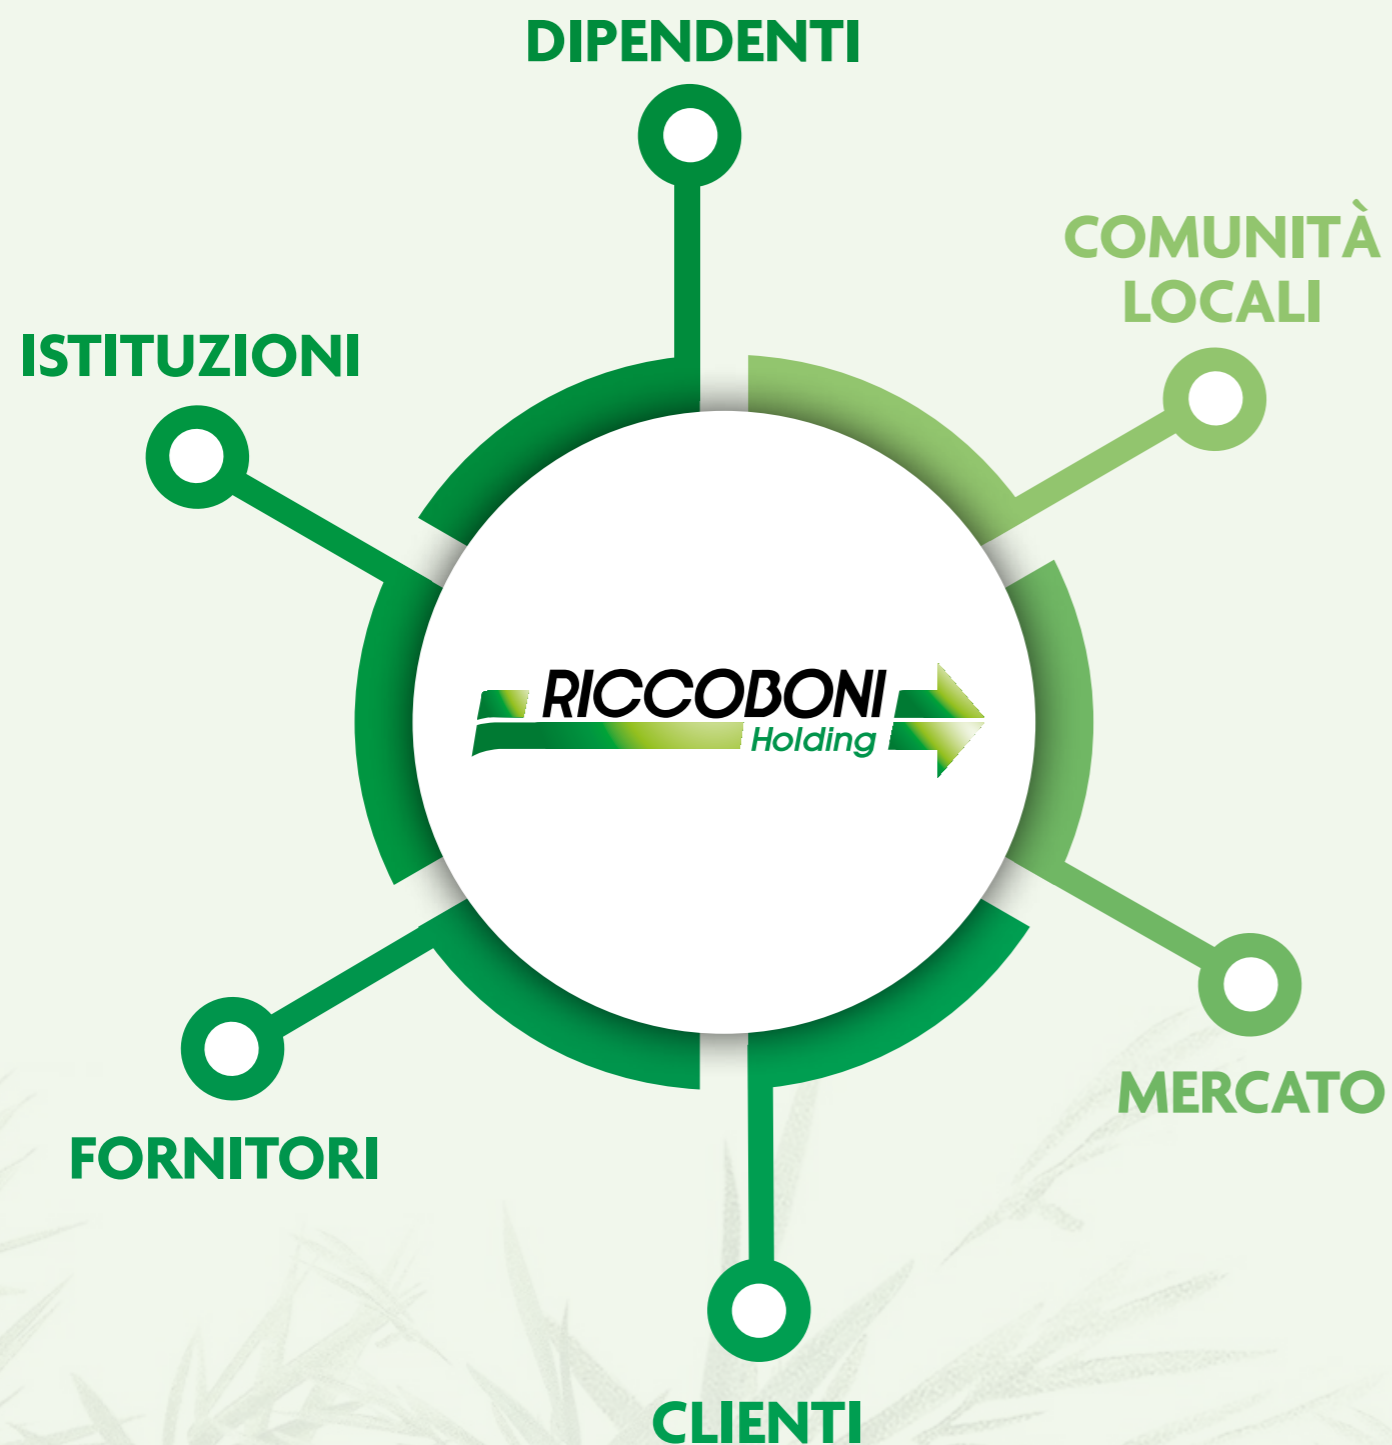 DIPENDENTI
COMUNITÀ
LOCALI
ISTITUZIONI
RICCOBONI
Holding
MERCATO
FORNITORI
CLIENTI